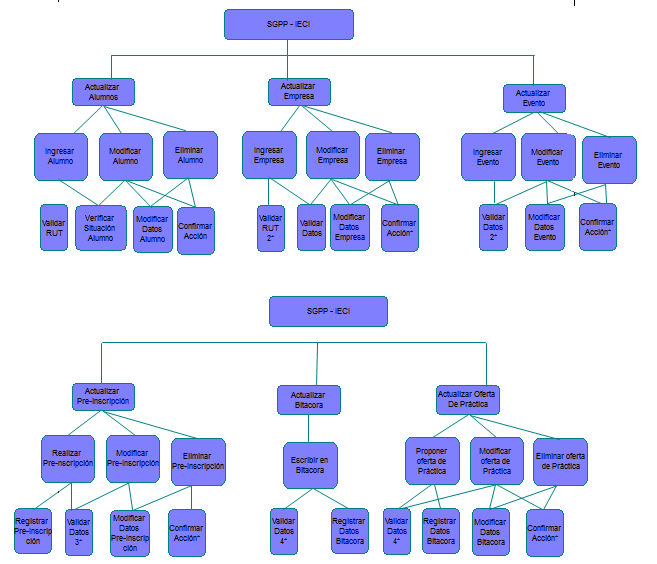 SGPP - IECI
Actualizar
Alumnos
Actualizar
Empresa
Actualizar
Evento
Ingresar
Alumno
Modificar
Alumno
Eliminar
Alumno
Ingresar
Empresa
Modificar
Empresa
Eliminar
Empresa
Ingresar
Evento
Modificar
Evento
Eliminar
Evento
Validar
RUT
Verificar
Situación
Alumno
Modificar
Datos
Alumno
Confirmar
Acción
Validar
RUT
2*
Validar
Datos
Modificar
Datos
Empresa
Confirmar
Acción*
Validar
Datos
2*
Modificar
Datos
Evento
Confirmar
Acción*
SGPP - IECI
Actualizar
Pre-Inscripción
Actualizar
Bitacora
Actualizar Oferta
De Práctica
Realizar
Pre-nscripción
Modificar
Pre-Inscripción
Eliminar
Pre-inscripción
Escribir en
Bitacora
Proponer
oferta de
Práctica
Modificar
oferta de
Práctica
Eliminar oferta
de Práctica
Registrar
Pre-inscrip
ción
Validar
Datos
3*
Modificar
Datos
Pre-inscrip
ción
Confirmar
Acción*
Validar
Datos
4*
Registrar
Datos
Bitacora
Validar
Datos
4*
Registrar
Datos
Bitacora
Modificar
Datos
Bitacora
Confirmar
Acción*